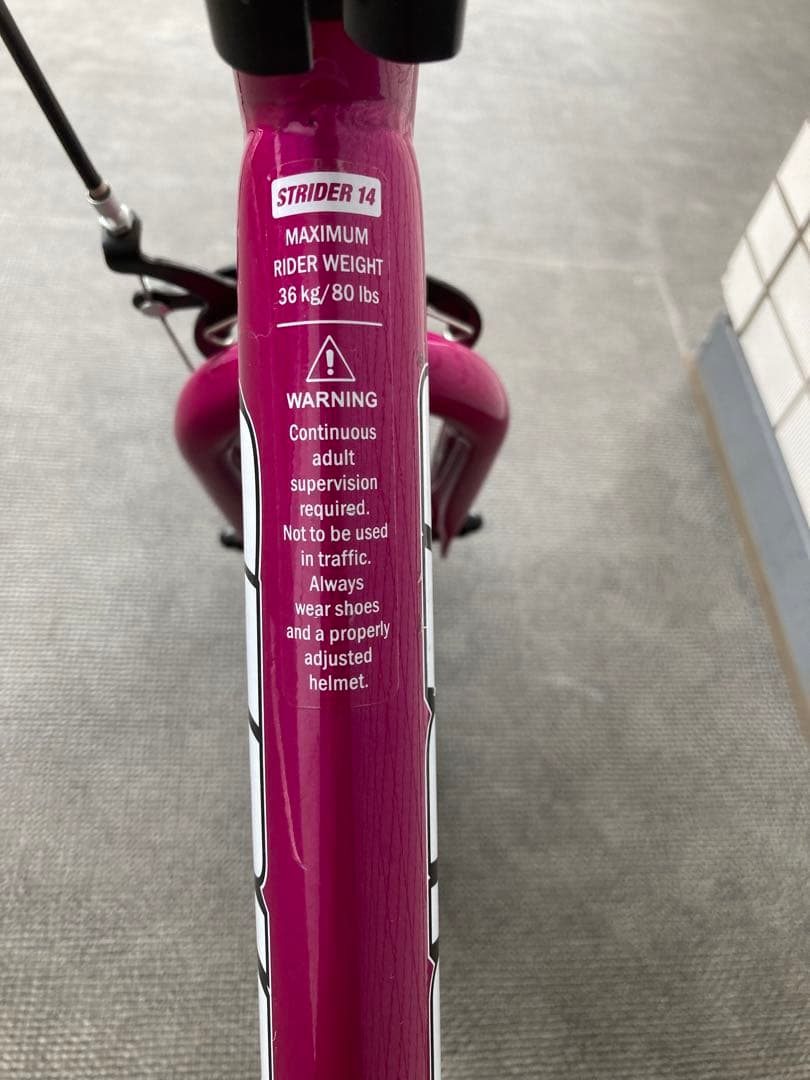 STRIDER 14
MAXIMUM
RIDER WEIGHT
36 kg/80 lbs
WARNING
Continuous
adult
supervision
required.
Not to be used
in traffic.
Always
wear shoes
and a properly
adjusted
helmet.